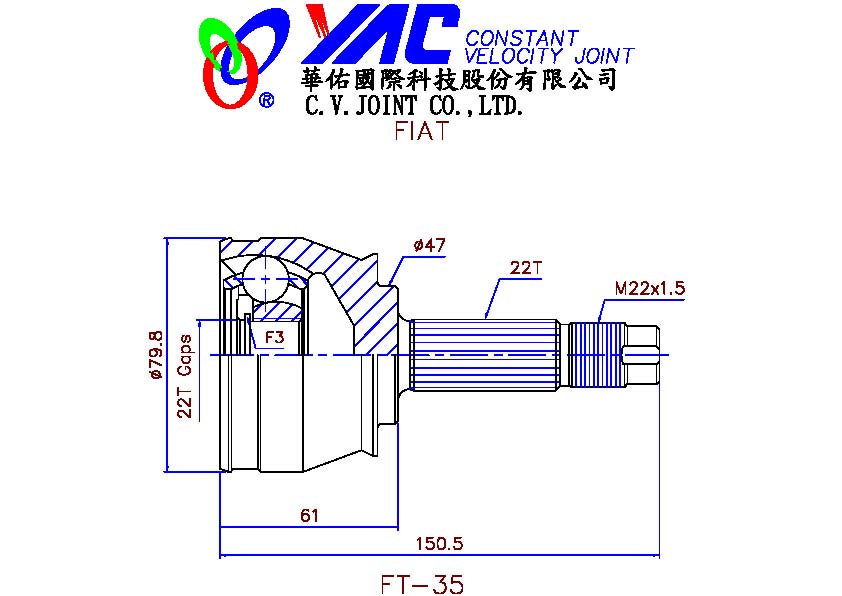 YAC CONSTANT
VELOCITY JOINT
華佑國際科技股份有限公司
®
C.V.JOINT CO.,LTD.
FIAT
ø47
22T
M22x1.5
F3
ø79.8
22T Gaps
61
150.5
FT-35